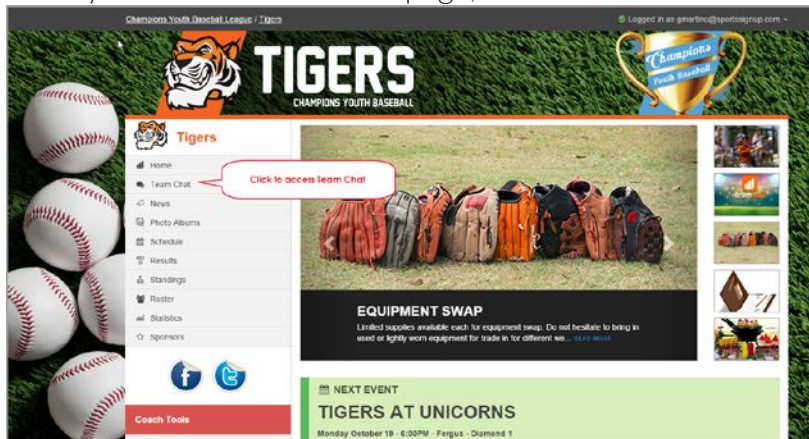 Champions Youth Baseball League / Tigers
Logged in as gmartino@sportssignup.com
TIGERS
CHAMPIONS YOUTH BASEBALL
Champions
Youth Baseball
Tigers
Home
Team Chat
Click to access Team Chat
News
Photo Albums
Schedule
Results
Standings
Roster
Statistics
Sponsors
EQUIPMENT SWAP
Limited supplies available each for equipment swap. Do not hesitate to bring in
used or lightly worn equipment for trade in for different we... READ MORE
Coach Tools
NEXT EVENT
TIGERS AT UNICORNS
Monday October 19 - 6:00PM - Fergus - Diamond 1